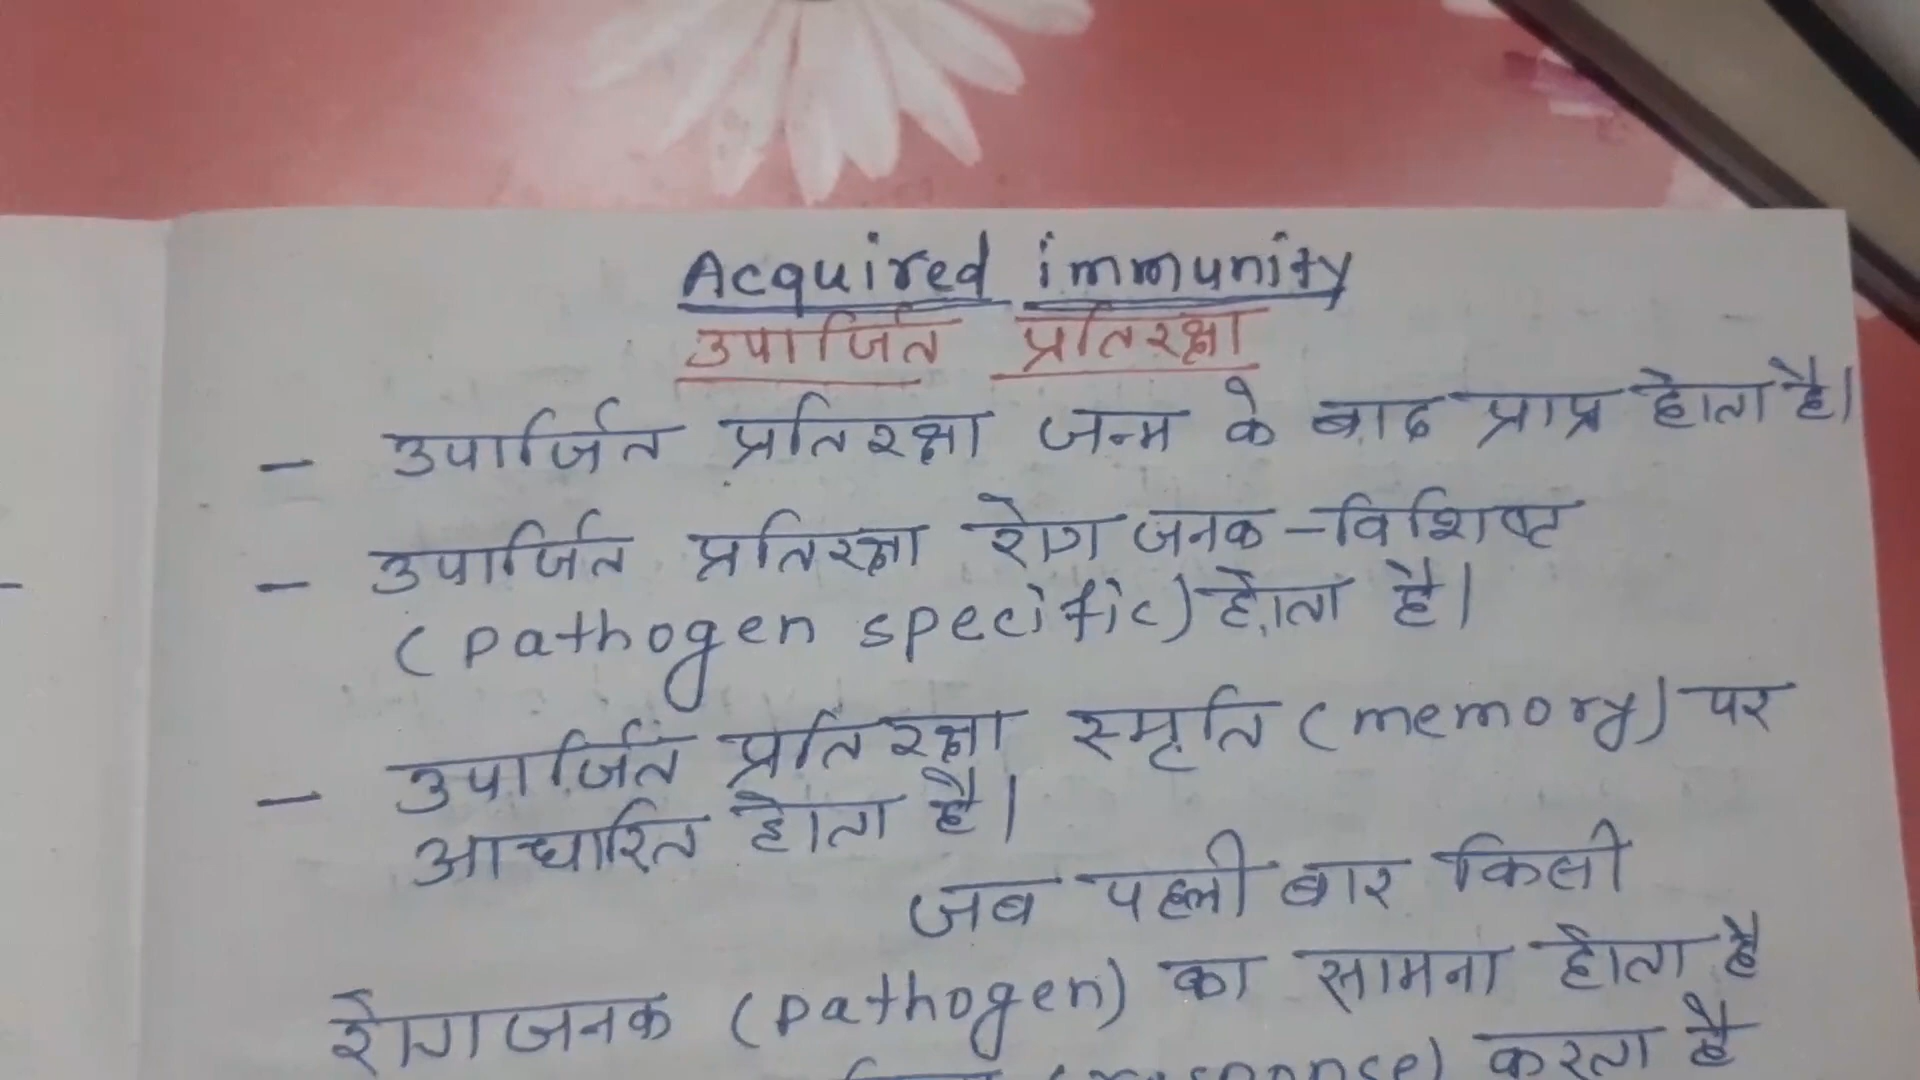 Acquired immunity
उपार्जित प्रतिरक्षा
- उपार्जित प्रतिरक्षा जन्म के बाद प्राप्त होता है।
- उपार्जित प्रतिरक्षा रोगजनक-विशिष्ट
(pathogen specific) होता है।
- उपार्जित प्रतिरक्षा स्मृति (memory) पर
आधारित होता है।
जब पहली बार किसी
रोगजनक (pathogen) का सामना होता है
करता है